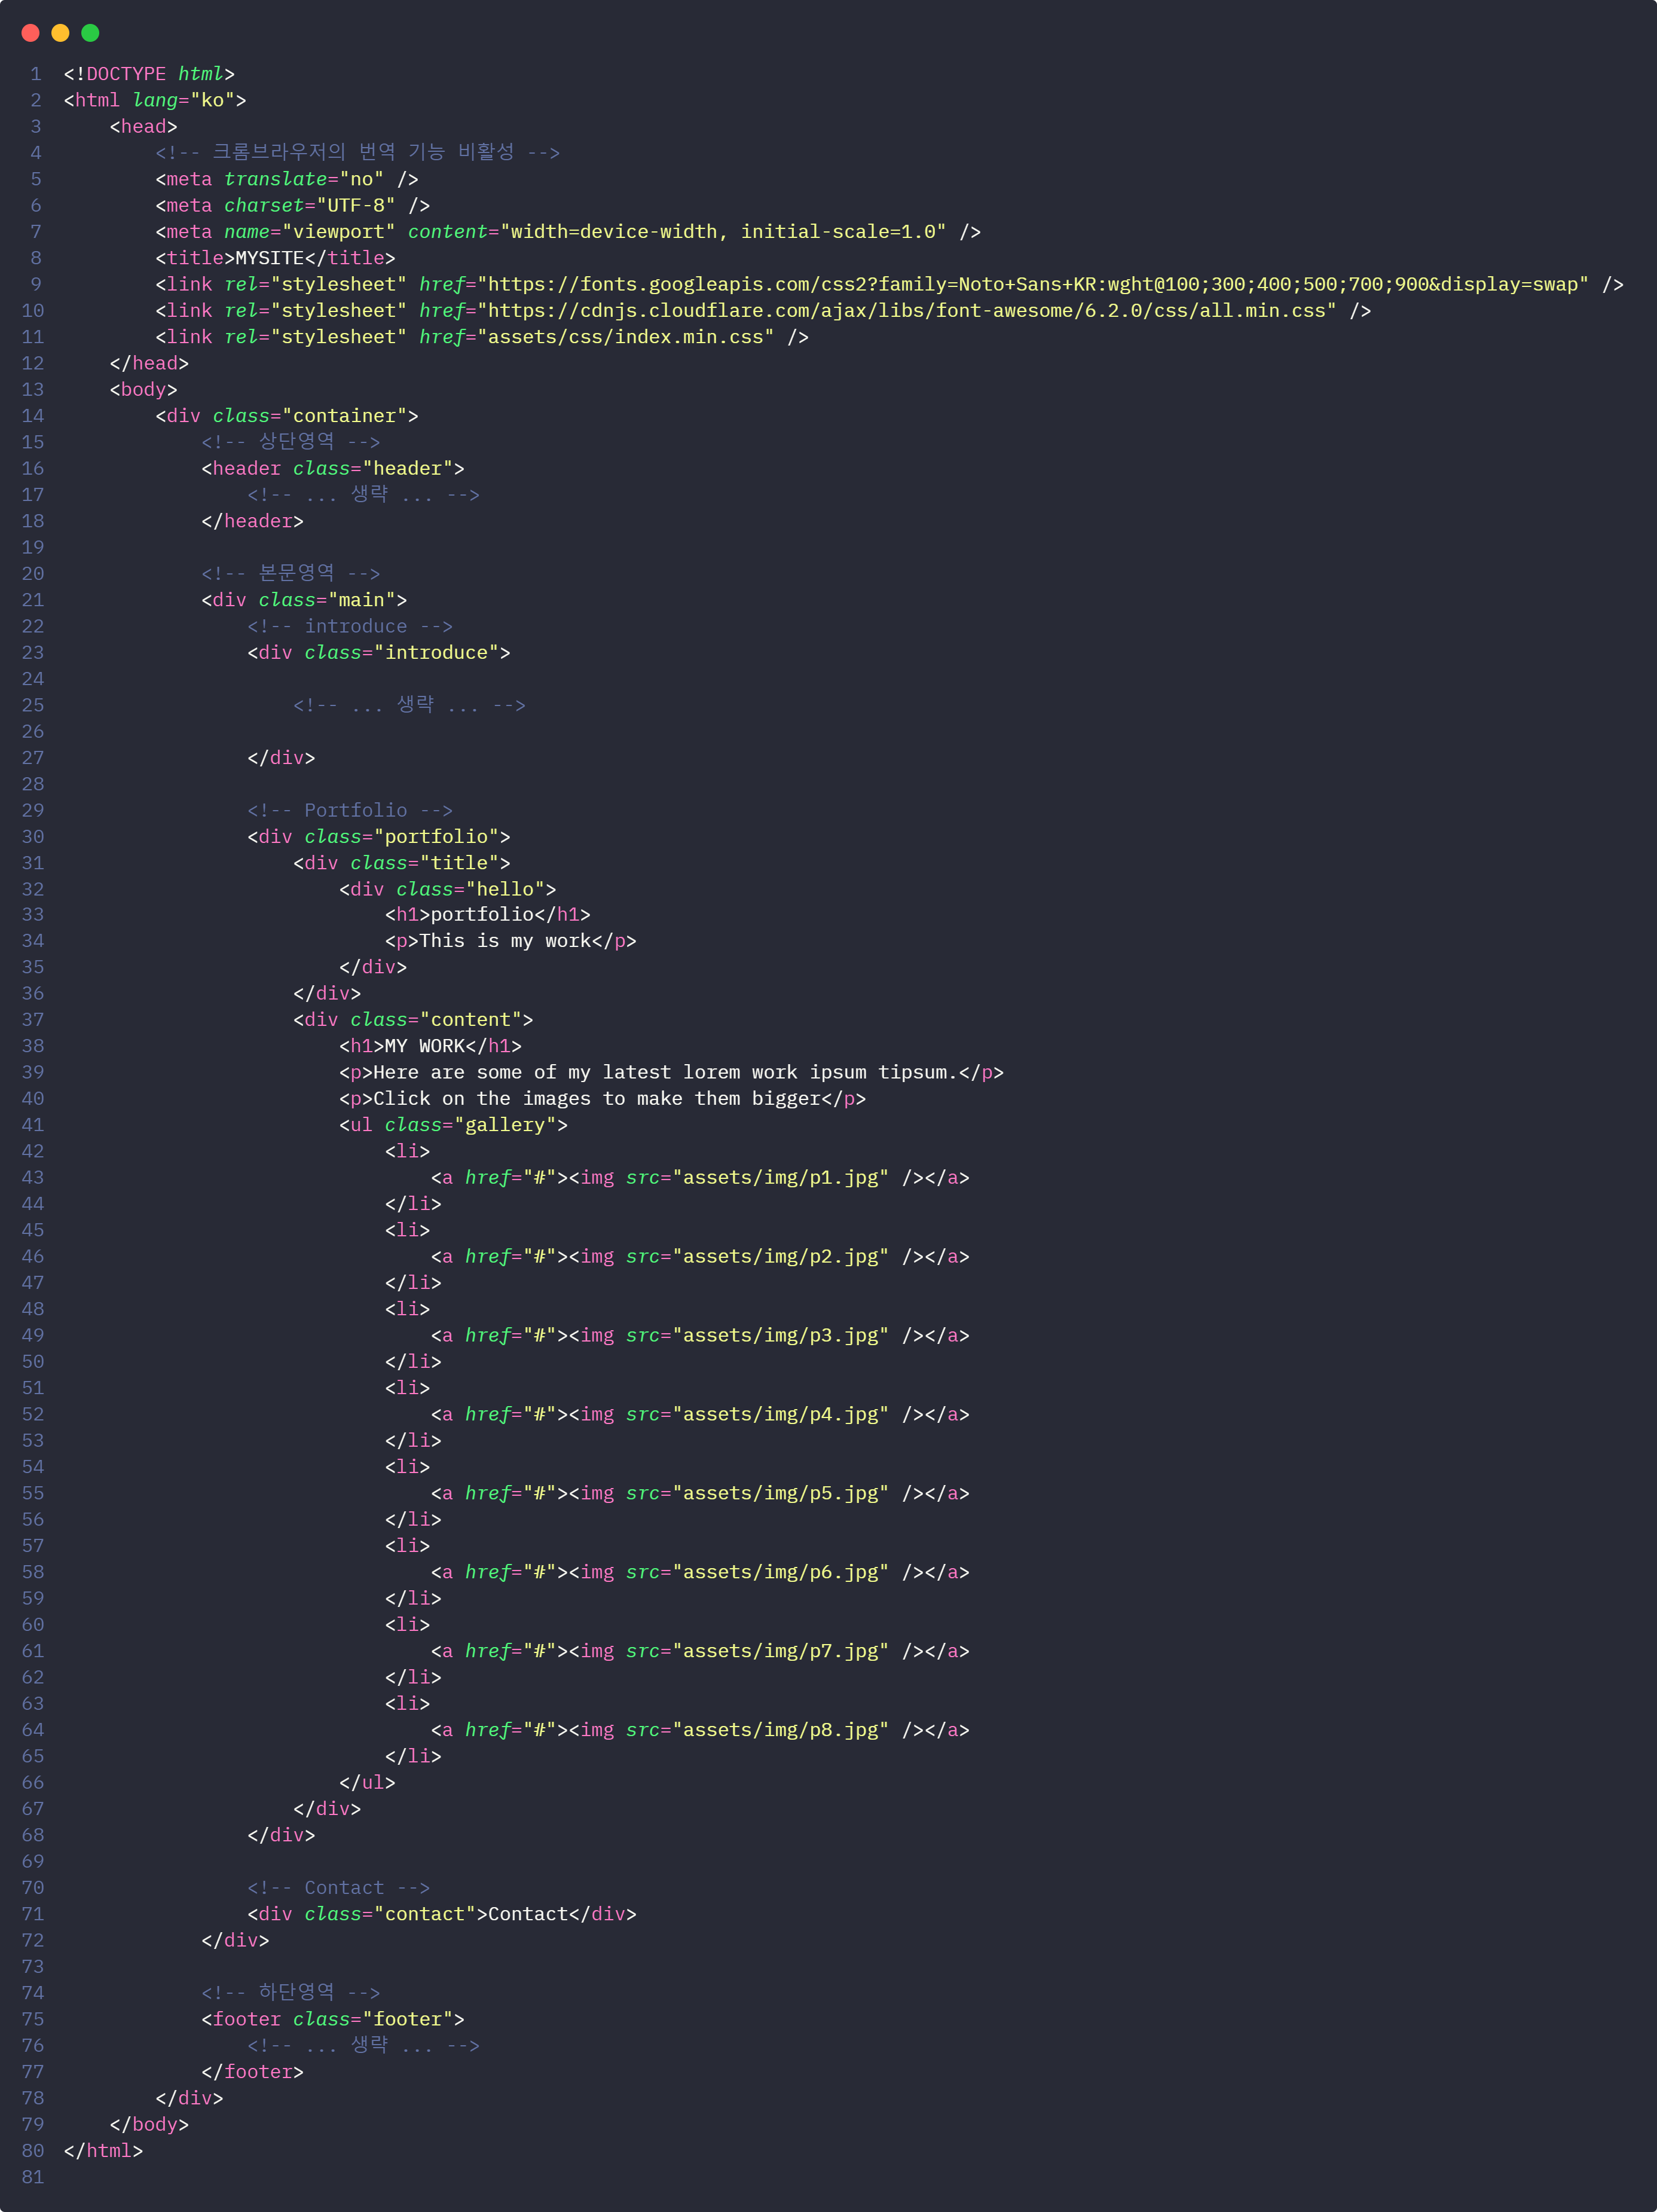 1 <!DOCTYPE html>
2 <html lang="ko">
3     <head>
4         <!-- 크롬브라우저의 번역 기능 비활성 -->
5         <meta translate="no" />
6         <meta charset="UTF-8" />
7         <meta name="viewport" content="width=device-width, initial-scale=1.0" />
8         <title>MYSITE</title>
9         <link rel="stylesheet" href="https://fonts.googleapis.com/css2?family=Noto+Sans+KR:wght@100;300;400;500;700;900&display=swap" />
10         <link rel="stylesheet" href="https://cdnjs.cloudflare.com/ajax/libs/font-awesome/6.2.0/css/all.min.css" />
11         <link rel="stylesheet" href="assets/css/index.min.css" />
12     </head>
13     <body>
14         <div class="container">
15             <!-- 상단영역 -->
16             <header class="header">
17                 <!-- ... 생략 ... -->
18             </header>
19
20             <!-- 본문영역 -->
21             <div class="main">
22                 <!-- introduce -->
23                 <div class="introduce">
24
25                     <!-- ... 생략 ... -->
26
27                 </div>
28
29                 <!-- Portfolio -->
30                 <div class="portfolio">
31                     <div class="title">
32                         <div class="hello">
33                             <h1>portfolio</h1>
34                             <p>This is my work</p>
35                         </div>
36                     </div>
37                     <div class="content">
38                         <h1>MY WORK</h1>
39                         <p>Here are some of my latest lorem work ipsum tipsum.</p>
40                         <p>Click on the images to make them bigger</p>
41                         <ul class="gallery">
42                             <li>
43                                 <a href="#"><img src="assets/img/p1.jpg" /></a>
44                             </li>
45                             <li>
46                                 <a href="#"><img src="assets/img/p2.jpg" /></a>
47                             </li>
48                             <li>
49                                 <a href="#"><img src="assets/img/p3.jpg" /></a>
50                             </li>
51                             <li>
52                                 <a href="#"><img src="assets/img/p4.jpg" /></a>
53                             </li>
54                             <li>
55                                 <a href="#"><img src="assets/img/p5.jpg" /></a>
56                             </li>
57                             <li>
58                                 <a href="#"><img src="assets/img/p6.jpg" /></a>
59                             </li>
60                             <li>
61                                 <a href="#"><img src="assets/img/p7.jpg" /></a>
62                             </li>
63                             <li>
64                                 <a href="#"><img src="assets/img/p8.jpg" /></a>
65                             </li>
66                         </ul>
67                     </div>
68                 </div>
69
70                 <!-- Contact -->
71                 <div class="contact">Contact</div>
72             </div>
73
74             <!-- 하단영역 -->
75             <footer class="footer">
76                 <!-- ... 생략 ... -->
77             </footer>
78         </div>
79     </body>
80 </html>
81